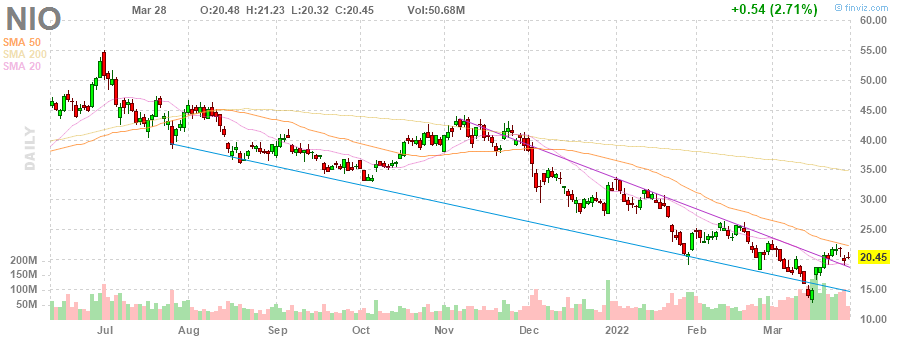 NIO Mar 28 O:20.48 H:21.23 L:20.32 C:20.45 Vol:50.68M +0.54 (2.71%) finviz.com
SMA 50
SMA 200
SMA 20
DAILY
60.00
55.00
50.00
45.00
40.00
35.00
30.00
25.00
20.45
15.00
10.00
200M
100M
50M
Jul Aug Sep Oct Nov Dec 2022 Feb Mar